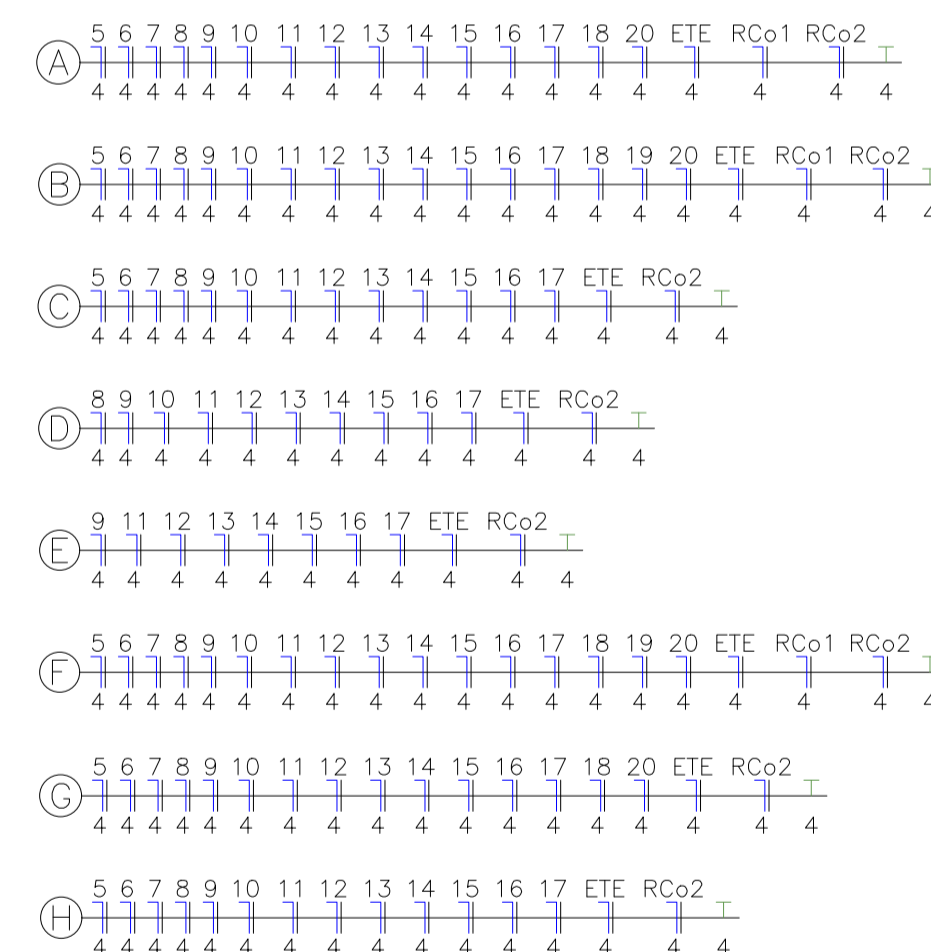 5 6 7 8 9 10 11 12 13 14 15 16 17 18 20 ETE RCo1 RCo2
A
4 4 4 4 4 4 4 4 4 4 4 4 4 4 4 4 4 4 4
5 6 7 8 9 10 11 12 13 14 15 16 17 18 19 20 ETE RCo1 RCo2
B
4 4 4 4 4 4 4 4 4 4 4 4 4 4 4 4 4 4 4 4
5 6 7 8 9 10 11 12 13 14 15 16 17 ETE RCo2
C
4 4 4 4 4 4 4 4 4 4 4 4 4 4 4 4
8 9 10 11 12 13 14 15 16 17 ETE RCo2
D
4 4 4 4 4 4 4 4 4 4 4 4 4
9 11 12 13 14 15 16 17 ETE RCo2
E
4 4 4 4 4 4 4 4 4 4 4
5 6 7 8 9 10 11 12 13 14 15 16 17 18 19 20 ETE RCo1 RCo2
F
4 4 4 4 4 4 4 4 4 4 4 4 4 4 4 4 4 4 4 4
5 6 7 8 9 10 11 12 13 14 15 16 17 18 20 ETE RCo2
G
4 4 4 4 4 4 4 4 4 4 4 4 4 4 4 4 4 4
5 6 7 8 9 10 11 12 13 14 15 16 17 ETE RCo2
H
4 4 4 4 4 4 4 4 4 4 4 4 4 4 4 4